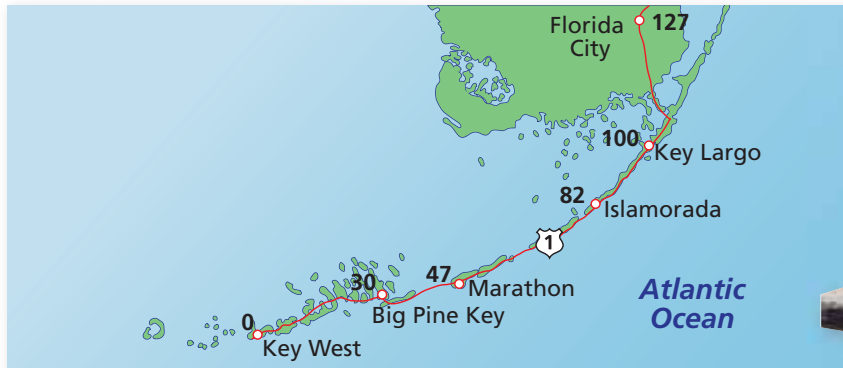 Florida
City
127
100
Key Largo
82
Islamorada
1
47
Marathon
30
Big Pine Key
0
Key West
Atlantic
Ocean